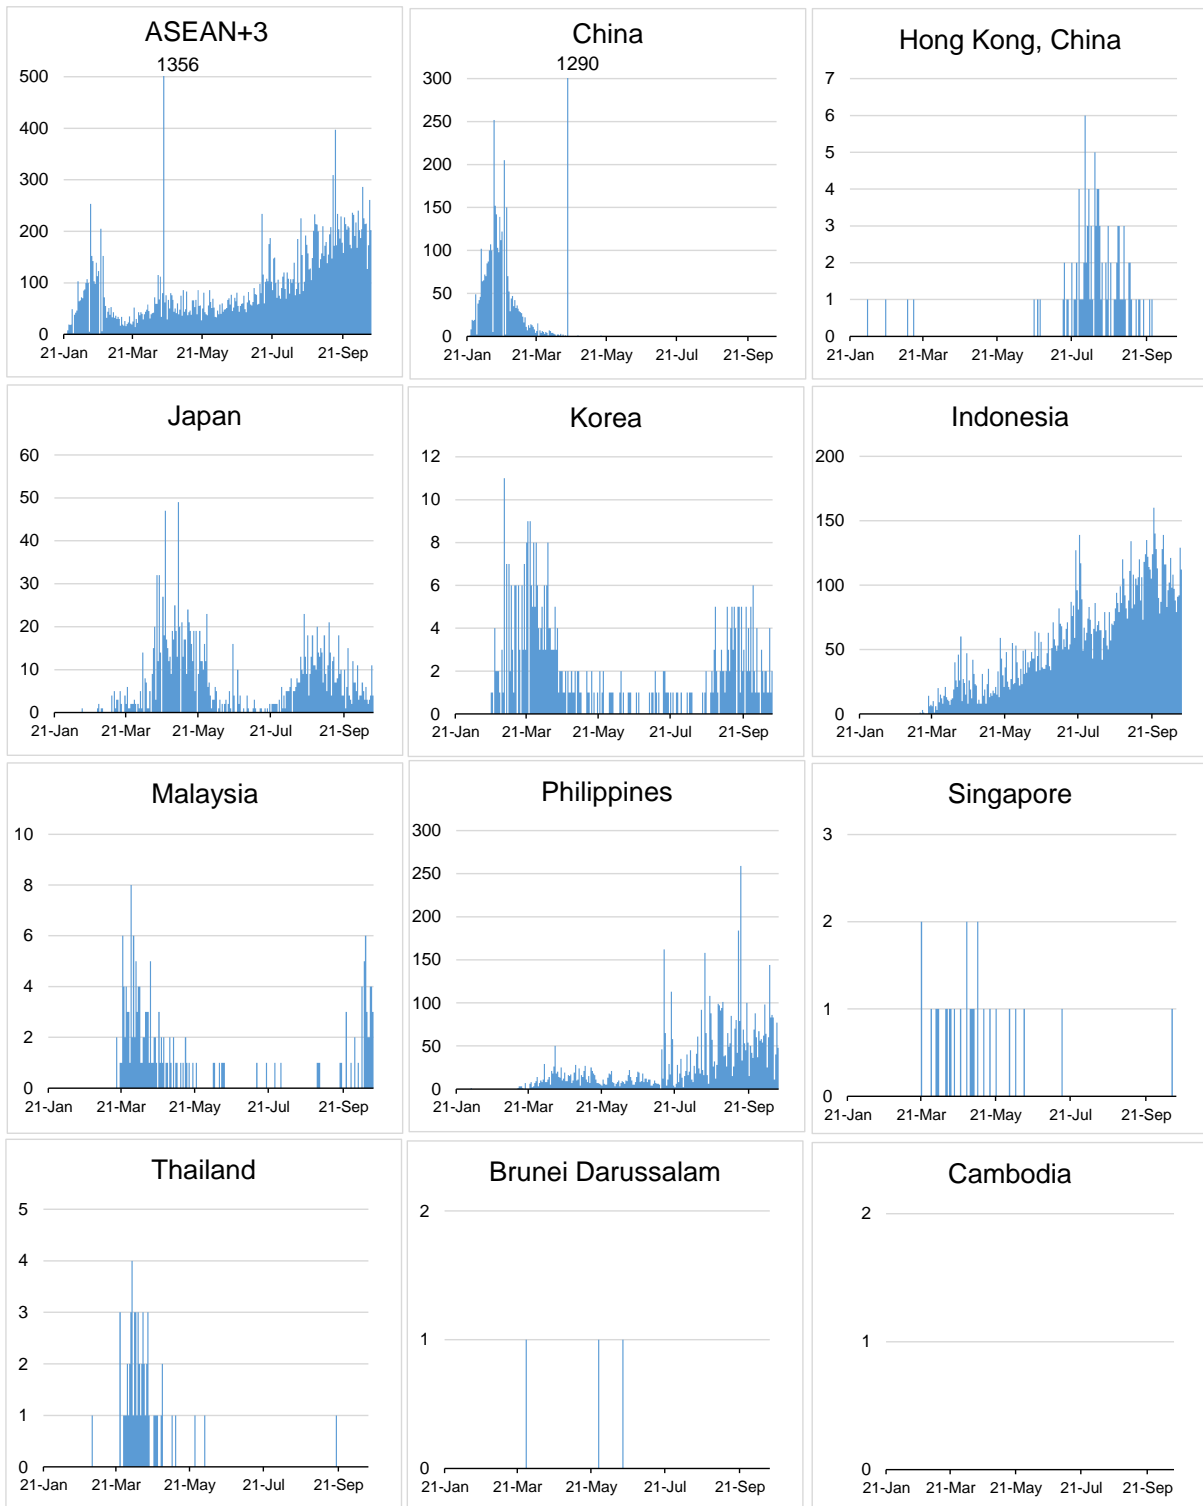 ASEAN+3
1356
500
400
300
200
100
0
21-Jan 21-Mar 21-May 21-Jul 21-Sep
China
1290
300
250
200
150
100
50
0
21-Jan 21-Mar 21-May 21-Jul 21-Sep
Hong Kong, China
7
6
5
4
3
2
1
0
21-Jan 21-Mar 21-May 21-Jul 21-Sep
Japan
60
50
40
30
20
10
0
21-Jan 21-Mar 21-May 21-Jul 21-Sep
Korea
12
10
8
6
4
2
0
21-Jan 21-Mar 21-May 21-Jul 21-Sep
Indonesia
200
150
100
50
0
21-Jan 21-Mar 21-May 21-Jul 21-Sep
Malaysia
10
8
6
4
2
0
21-Jan 21-Mar 21-May 21-Jul 21-Sep
Philippines
300
250
200
150
100
50
0
21-Jan 21-Mar 21-May 21-Jul 21-Sep
Singapore
3
2
1
0
21-Jan 21-Mar 21-May 21-Jul 21-Sep
Thailand
5
4
3
2
1
0
21-Jan 21-Mar 21-May 21-Jul 21-Sep
Brunei Darussalam
2
1
0
21-Jan 21-Mar 21-May 21-Jul 21-Sep
Cambodia
2
1
0
21-Jan 21-Mar 21-May 21-Jul 21-Sep